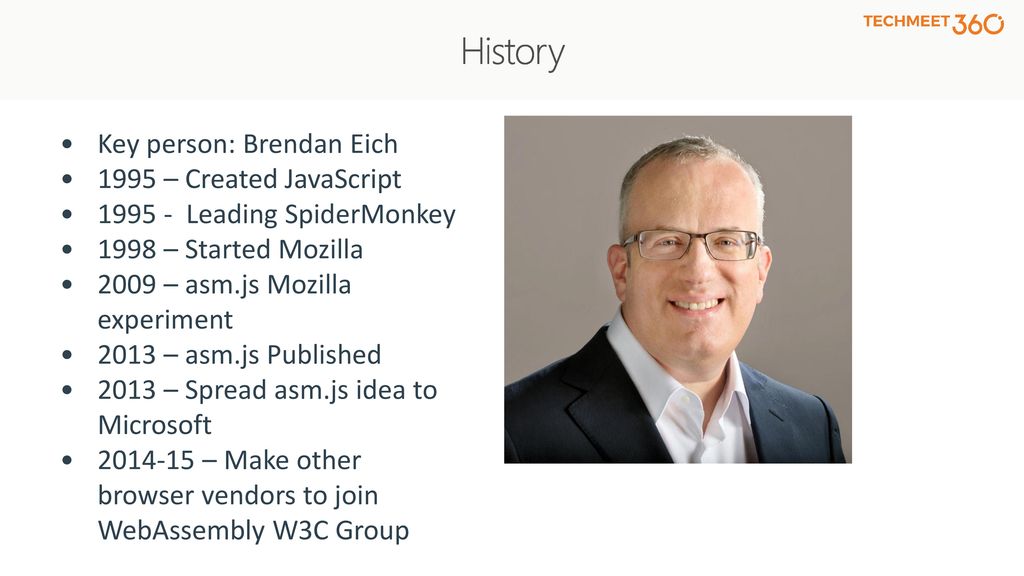 TECHMEET 360
History
• Key person: Brendan Eich
• 1995 – Created JavaScript
• 1995 - Leading SpiderMonkey
• 1998 – Started Mozilla
• 2009 – asm.js Mozilla
experiment
• 2013 – asm.js Published
• 2013 – Spread asm.js idea to
Microsoft
• 2014-15 – Make other
browser vendors to join
WebAssembly W3C Group